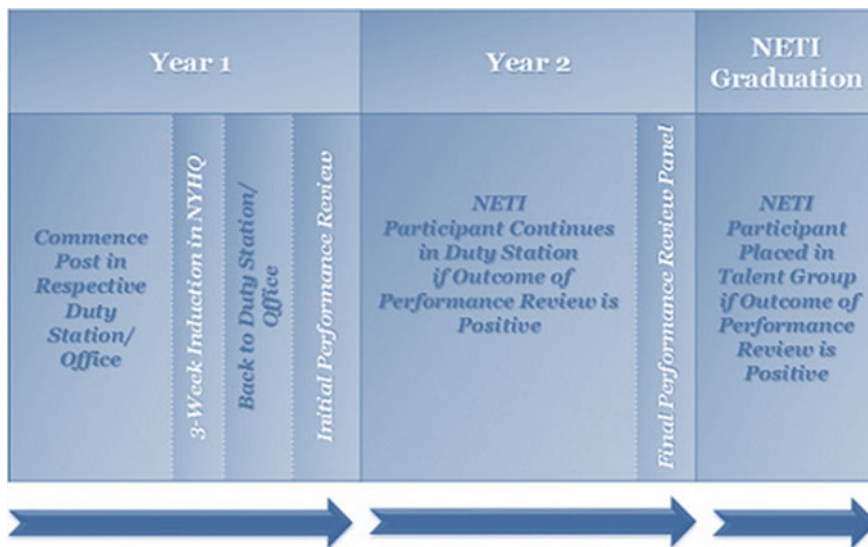 Year 1
Year 2
NETI
Graduation
Commence
Post in
Respective
Duty
Station/
Office
3-Week Induction in NYHQ
Back to Duty Station/
Office
Initial Performance Review
NETI
Participant Continues
in Duty Station
if Outcome of
Performance Review is
Positive
Final Performance Review Panel
NETI
Participant
Placed in
Talent Group
if Outcome of
Performance
Review is
Positive